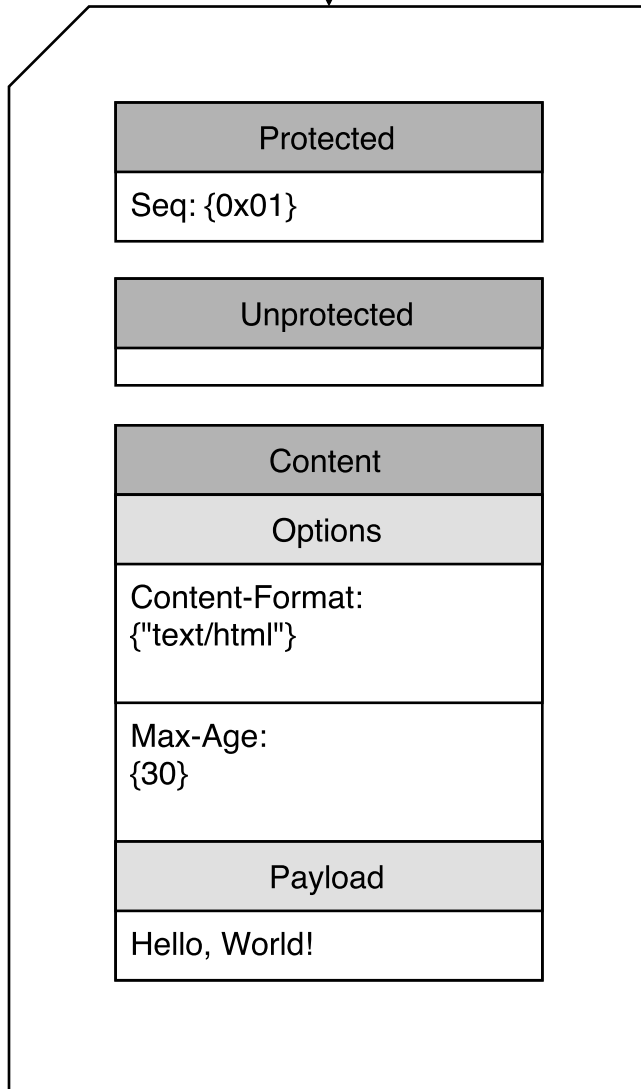 Protected
Seq: {0x01}
Unprotected
Content
Options
Content-Format:
{"text/html"}
Max-Age:
{30}
Payload
Hello, World!